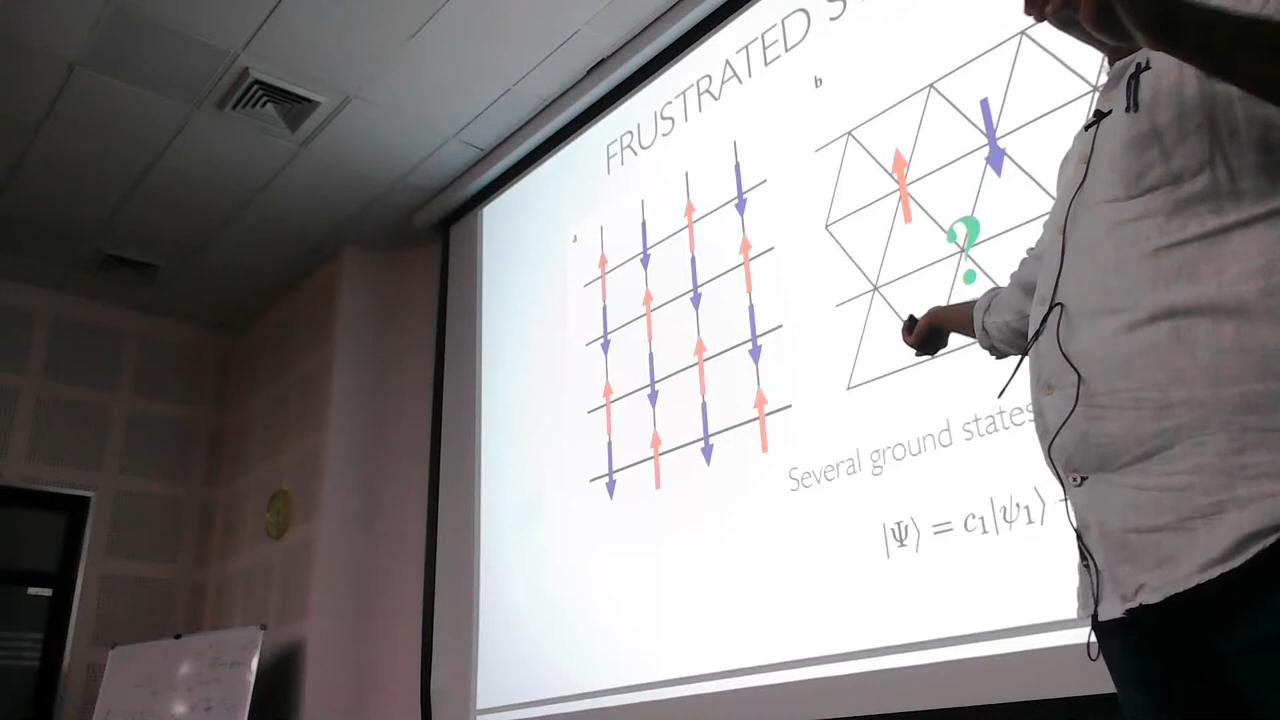 FRUSTRATED S
a
b
?
Several ground states
|Ψ⟩ = c₁|ψ₁⟩